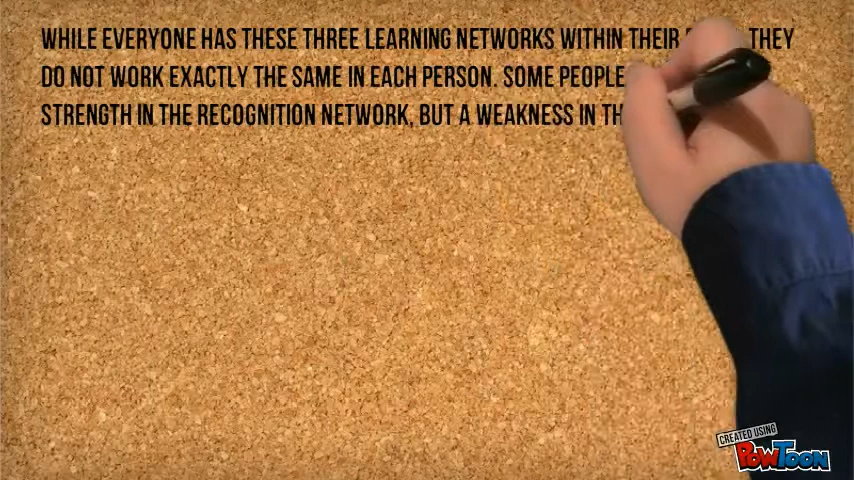 WHILE EVERYONE HAS THESE THREE LEARNING NETWORKS WITHIN THEIR THEY
DO NOT WORK EXACTLY THE SAME IN EACH PERSON. SOME PEOPLE
STRENGTH IN THE RECOGNITION NETWORK, BUT A WEAKNESS IN
CREATED USING
POWTOON